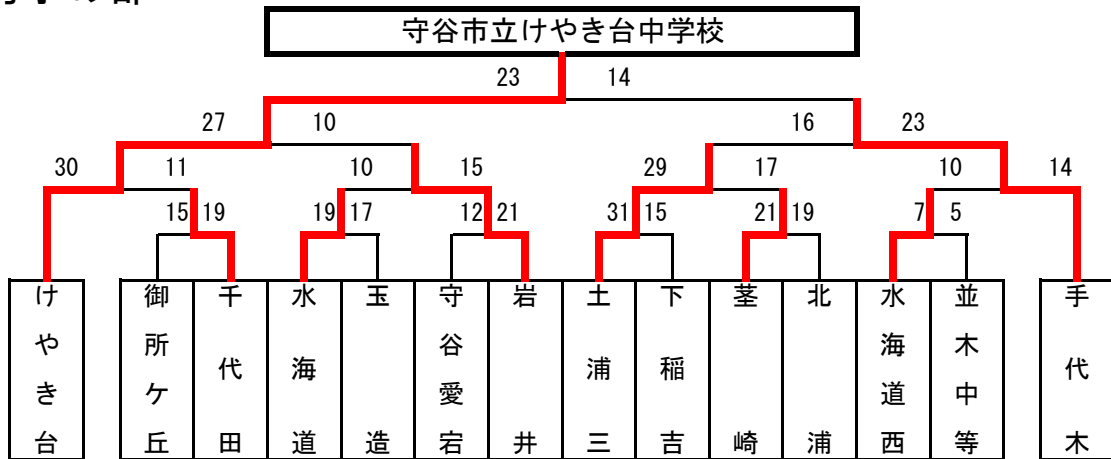 守谷市立けやき台中学校
23 14
27 10 16 23
30 11 10 15 29 17 10 14
15 19 19 17 12 21 31 15 21 19 7 5
けやき台
御所ケ丘
千代田
水海道
玉造
守谷愛宕
岩井
土浦三
下稲吉
茎崎
北浦
水海道西
並木中等
手代木